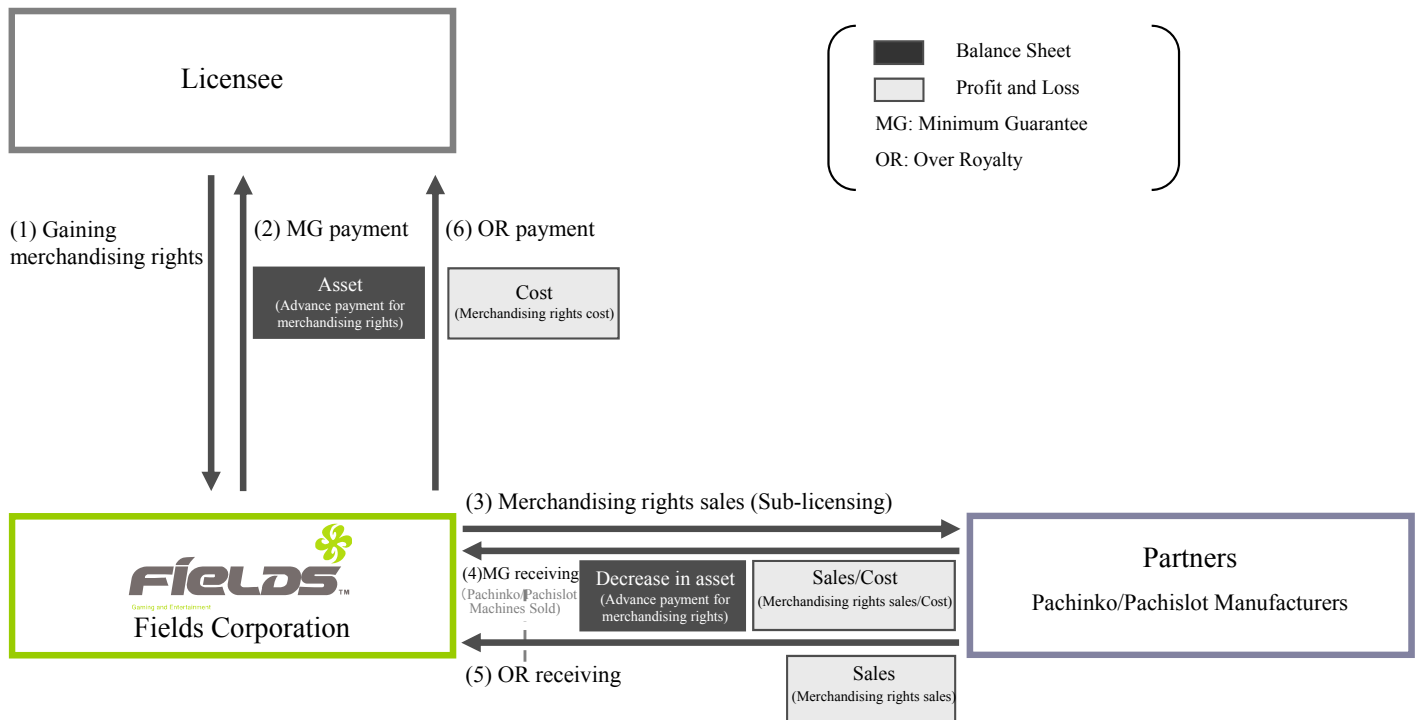 Licensee
Balance Sheet
Profit and Loss
MG: Minimum Guarantee
OR: Over Royalty
(1) Gaining
merchandising rights
(2) MG payment
(6) OR payment
Asset
(Advance payment for
merchandising rights)
Cost
(Merchandising rights cost)
(3) Merchandising rights sales (Sub-licensing)
FIELDS TM
Gaming and Entertainment
Fields Corporation
(4)MG receiving
(Pachinko/Pachislot
Machines Sold)
Decrease in asset
(Advance payment for
merchandising rights)
Sales/Cost
(Merchandising rights sales/Cost)
Partners
Pachinko/Pachislot Manufacturers
(5) OR receiving
Sales
(Merchandising rights sales)